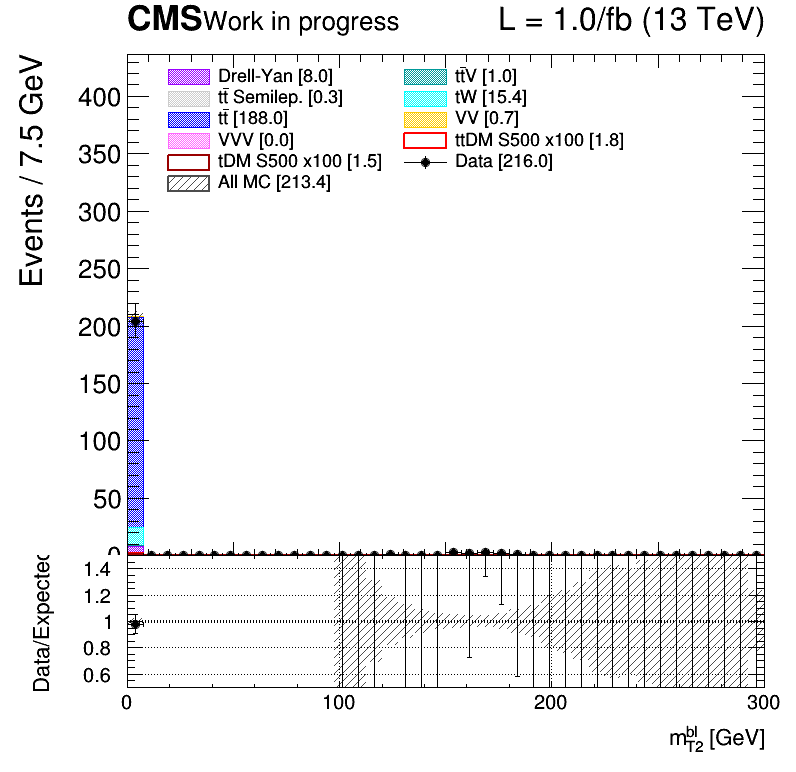 CMS Work in progress L = 1.0/fb (13 TeV)
Events / 7.5 GeV
Drell-Yan [8.0] tt̄V [1.0]
tt̄ Semilep. [0.3] tW [15.4]
tt̄ [188.0] VV [0.7]
VVV [0.0] ttDM S500 x100 [1.8]
tDM S500 x100 [1.5] Data [216.0]
All MC [213.4]
400
350
300
250
200
150
100
50
0
Data/Expected
1.4
1.2
1
0.8
0.6
0 100 200 300
m_{T2}^{bl} [GeV]